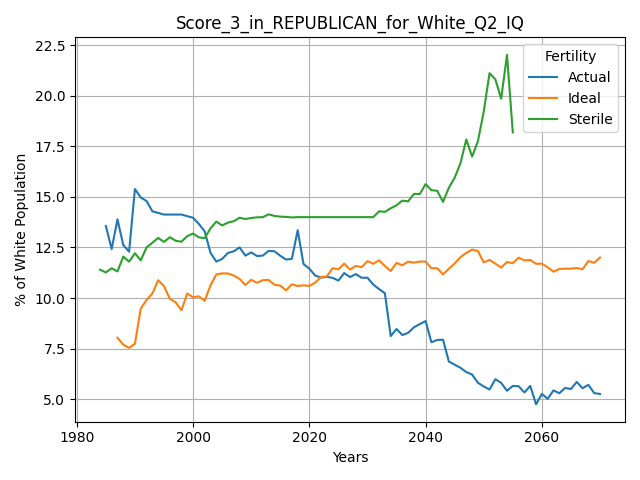 Score_3_in_REPUBLICAN_for_White_Q2_IQ
% of White Population
22.5
20.0
17.5
15.0
12.5
10.0
7.5
5.0
Fertility
Actual
Ideal
Sterile
1980
2000
2020
2040
2060
Years